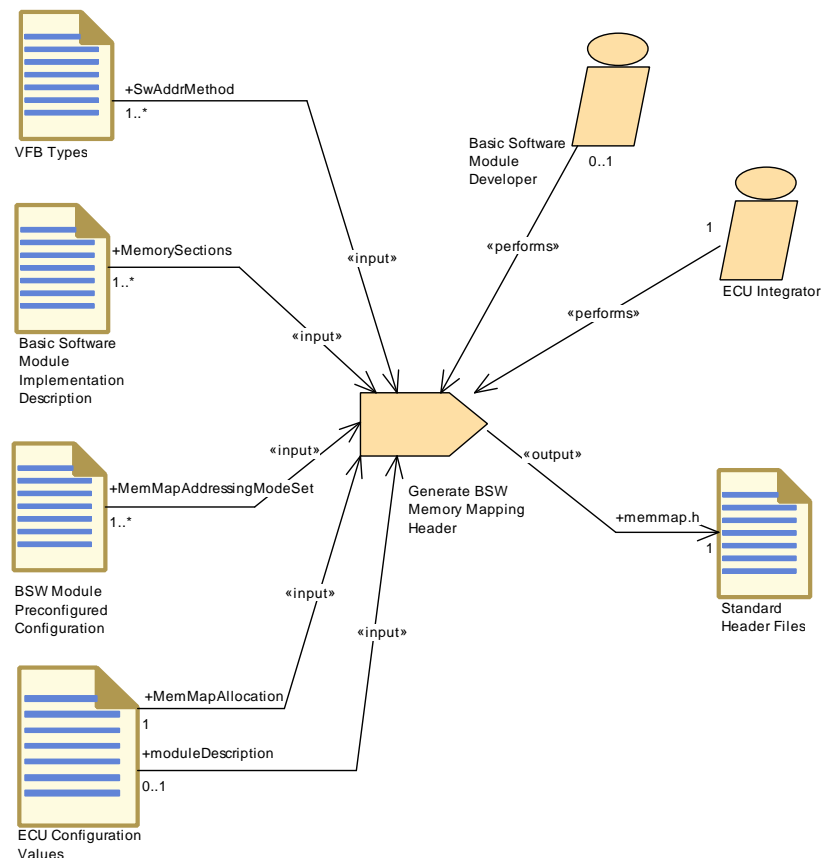 +SwAddrMethod
1..*
VFB Types
Basic Software
Module
Developer
0..1
1
ECU Integrator
«performs»
«input»
+MemorySections
1..*
«performs»
«input»
Basic Software
Module
Implementation
Description
«input»
«output»
+MemMapAddressingModeSet
1..*
Generate BSW
Memory Mapping
Header
+memmap.h
1
BSW Module
Preconfigured
Configuration
«input»
«input»
Standard
Header Files
+MemMapAllocation
1
+moduleDescription
0..1
ECU Configuration
Values